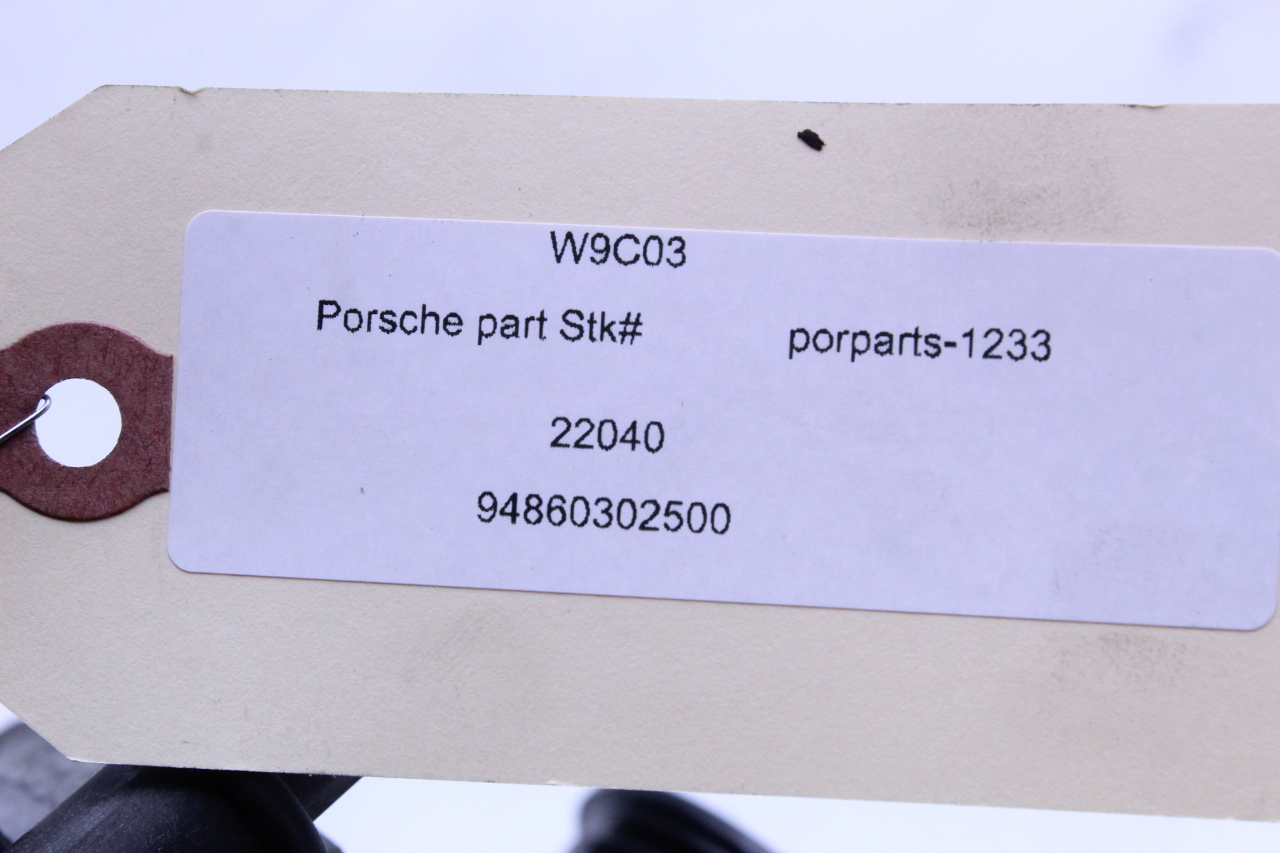 W9C03
Porsche part Stk# porparts-1233
22040
94860302500